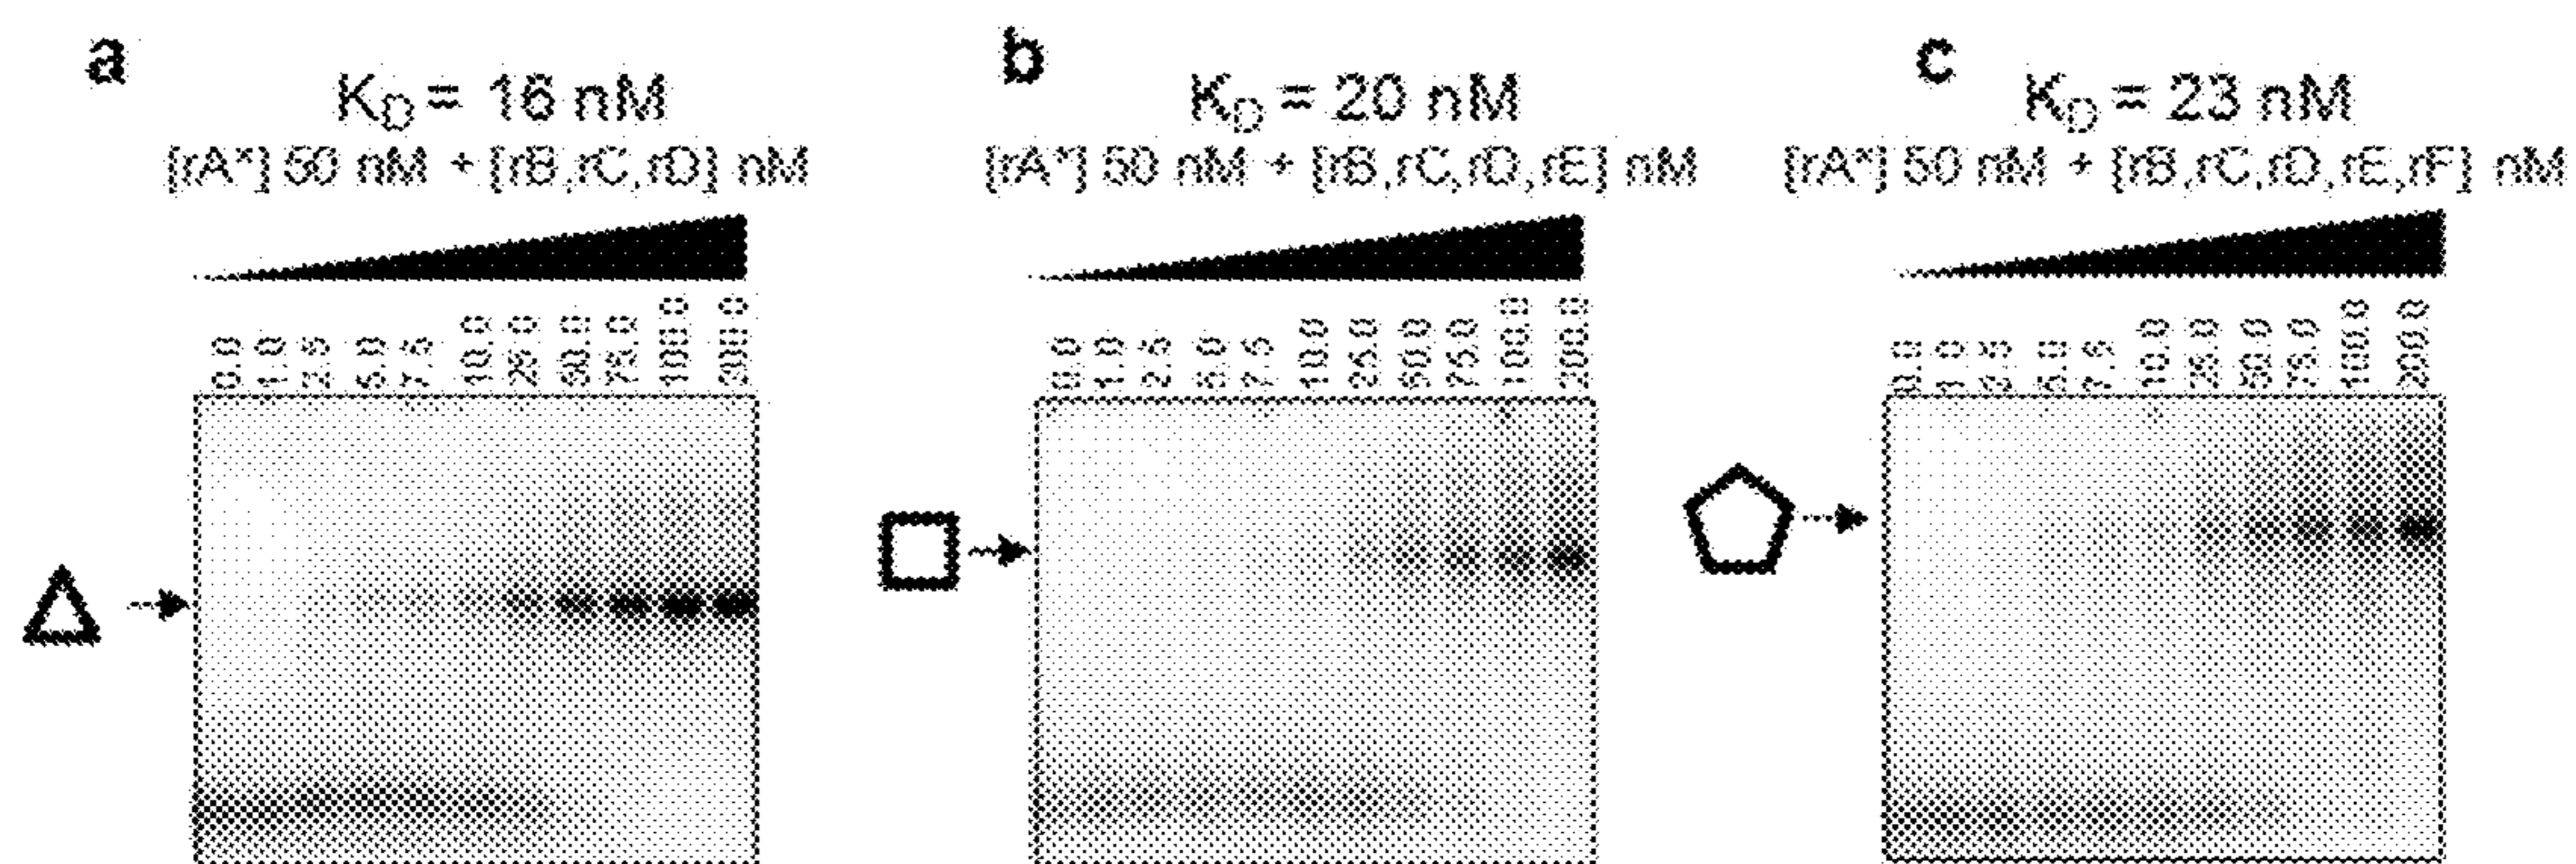 a
K_D = 16 nM
[rA*] 50 nM + [rB,rC,rD] nM
0.0 1.0 2.5 5.0 7.5 10.0 25.0 50.0 75.0 100.0
b
K_D = 20 nM
[rA*] 50 nM + [rB,rC,rD,rE] nM
0.0 1.0 2.5 5.0 7.5 10.0 25.0 50.0 75.0 100.0 200.0
c
K_D = 23 nM
[rA*] 50 nM + [rB,rC,rD,rE,rF] nM
10.0 25.0 50.0 75.0 100.0 200.0